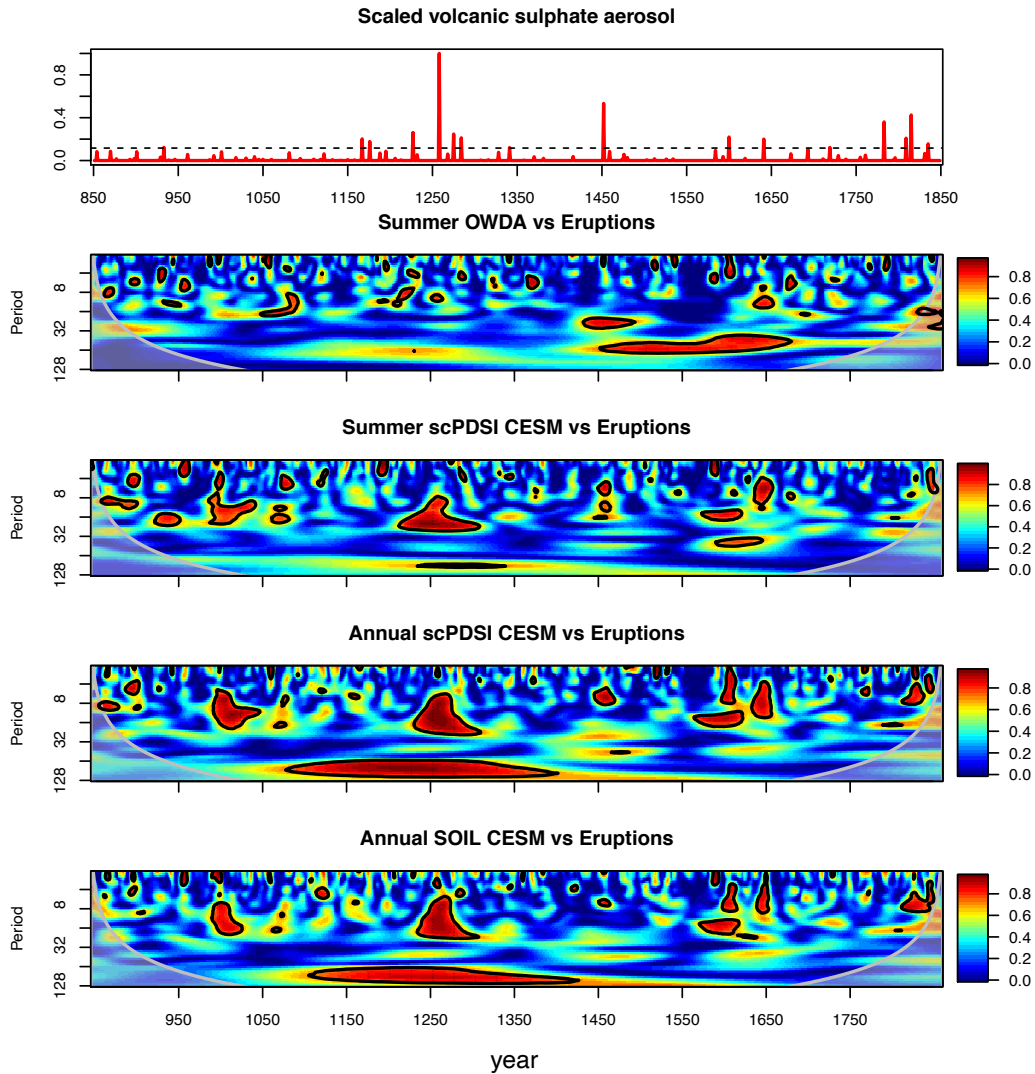 Scaled volcanic sulphate aerosol
0.8
0.4
0.0
850 950 1050 1150 1250 1350 1450 1550 1650 1750 1850
Summer OWDA vs Eruptions
Period
8
32
128
0.8
0.6
0.4
0.2
0.0
Summer scPDSI CESM vs Eruptions
Period
8
32
128
0.8
0.6
0.4
0.2
0.0
Annual scPDSI CESM vs Eruptions
Period
8
32
128
0.8
0.6
0.4
0.2
0.0
Annual SOIL CESM vs Eruptions
Period
8
32
128
0.8
0.6
0.4
0.2
0.0
950 1050 1150 1250 1350 1450 1550 1650 1750
year